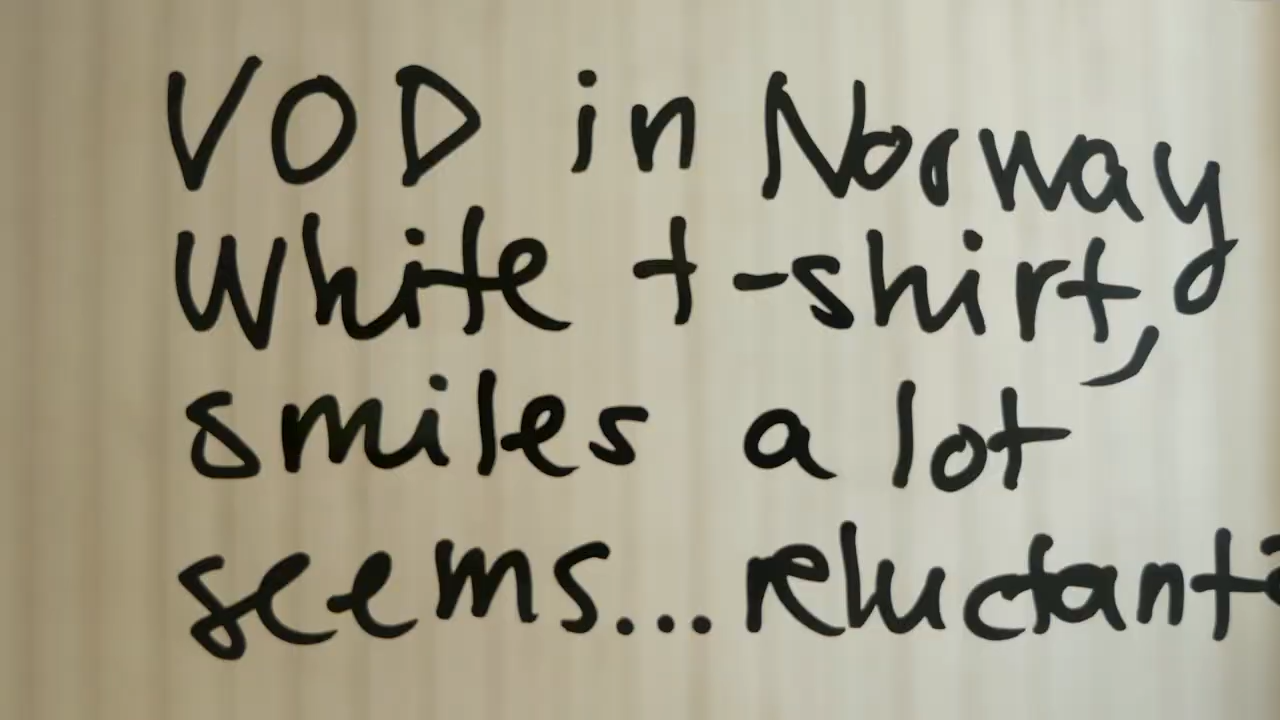 VOD in Norway
White t-shirt,
smiles a lot
seems...reluctant?